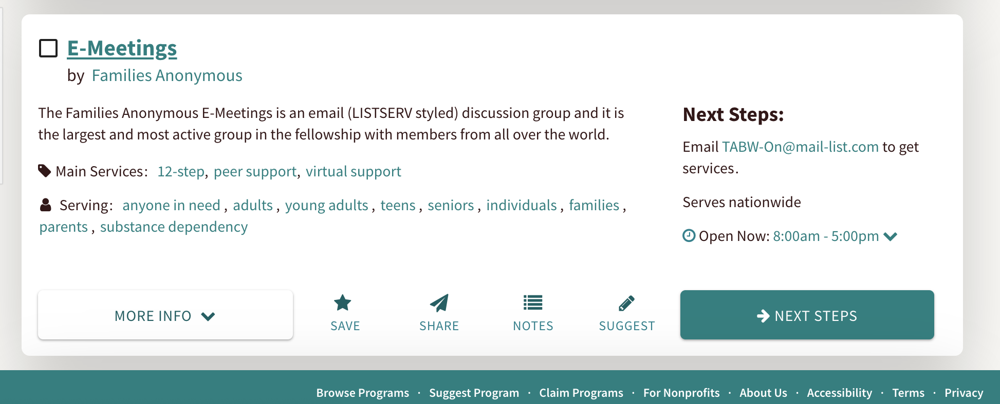 E-Meetings
by Families Anonymous
The Families Anonymous E-Meetings is an email (LISTSERV styled) discussion group and it is
the largest and most active group in the fellowship with members from all over the world.
Main Services: 12-step, peer support, virtual support
Serving: anyone in need , adults , young adults , teens , seniors , individuals , families ,
parents , substance dependency
Next Steps:
Email TABW-On@mail-list.com to get
services.
Serves nationwide
Open Now: 8:00am - 5:00pm
MORE INFO
SAVE
SHARE
NOTES
SUGGEST
NEXT STEPS
Browse Programs · Suggest Program · Claim Programs · For Nonprofits · About Us · Accessibility · Terms · Privacy